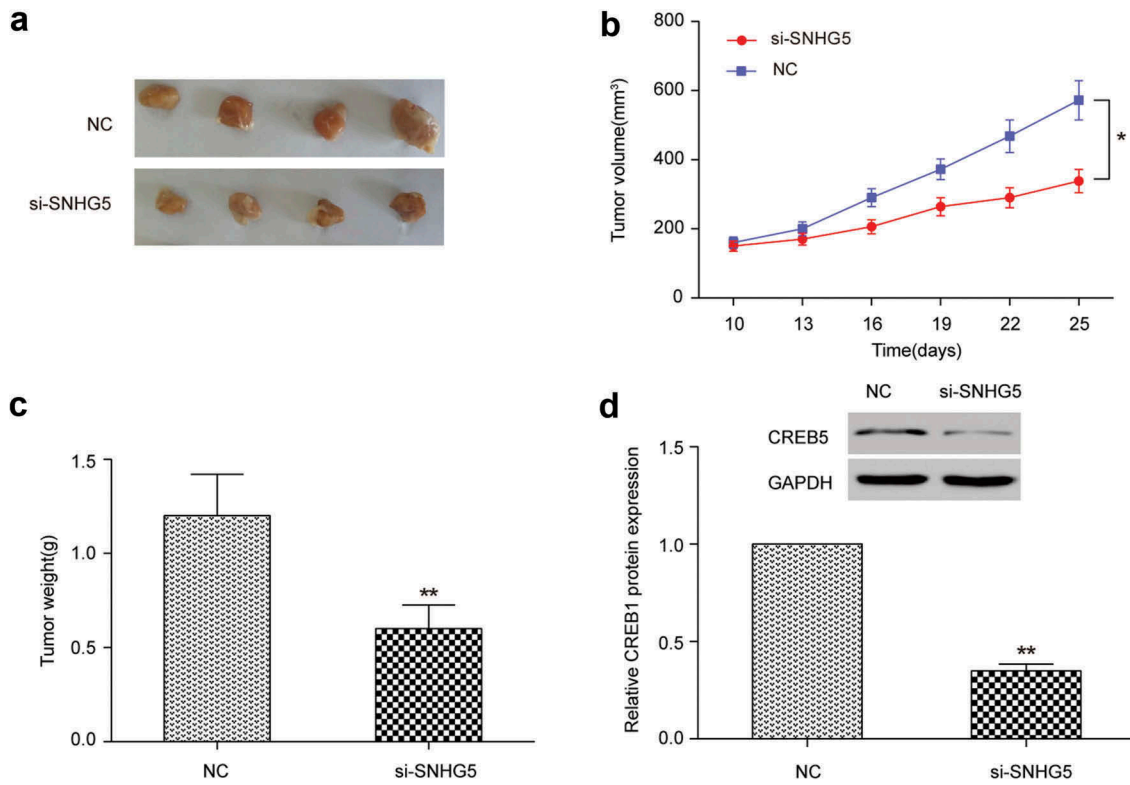 a
NC
si-SNHG5
b
800
600
400
200
0
Tumor volume(mm³)
si-SNHG5
NC
*
10 13 16 19 22 25
Time(days)
c
1.5
1.0
0.5
0.0
Tumor weight(g)
**
NC si-SNHG5
d
NC si-SNHG5
CREB5
GAPDH
1.5
1.0
0.5
0.0
Relative CREB1 protein expression
**
NC si-SNHG5